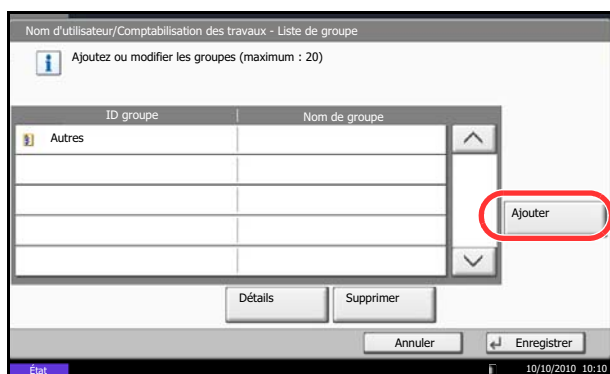 Nom d'utilisateur/Comptabilisation des travaux - Liste de groupe
Ajoutez ou modifier les groupes (maximum : 20)
ID groupe Nom de groupe
Autres
Ajouter
Détails Supprimer
Annuler Enregistrer
État 10/10/2010 10:10